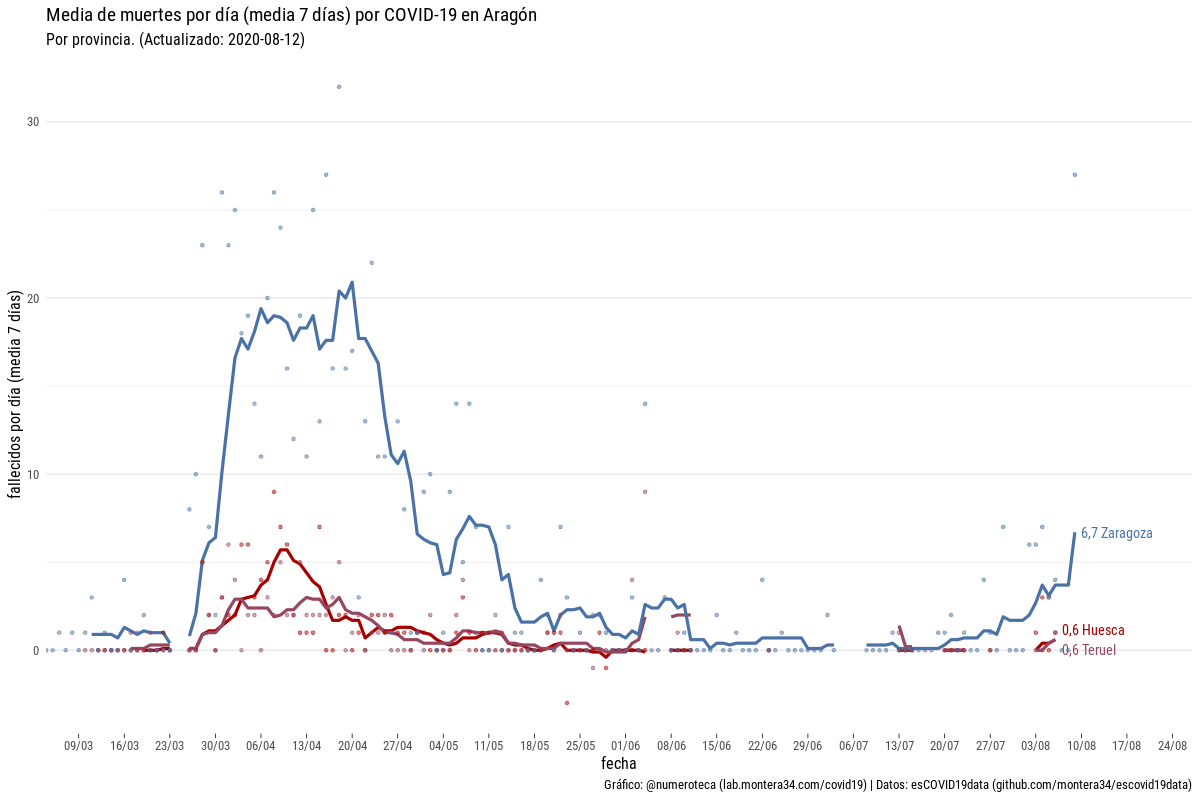 Media de muertes por día (media 7 días) por COVID-19 en Aragón
Por provincia. (Actualizado: 2020-08-12)
fallecidos por día (media 7 días)
30
20
10
0
6,7 Zaragoza
0,6 Huesca
0,6 Teruel
09/03 16/03 23/03 30/03 06/04 13/04 20/04 27/04 04/05 11/05 18/05 25/05 01/06 08/06 15/06 22/06 29/06 06/07 13/07 20/07 27/07 03/08 10/08 17/08 24/08
fecha
Gráfico: @numeroteca (lab.montera34.com/covid19) | Datos: esCOVID19data (github.com/montera34/escovid19data)